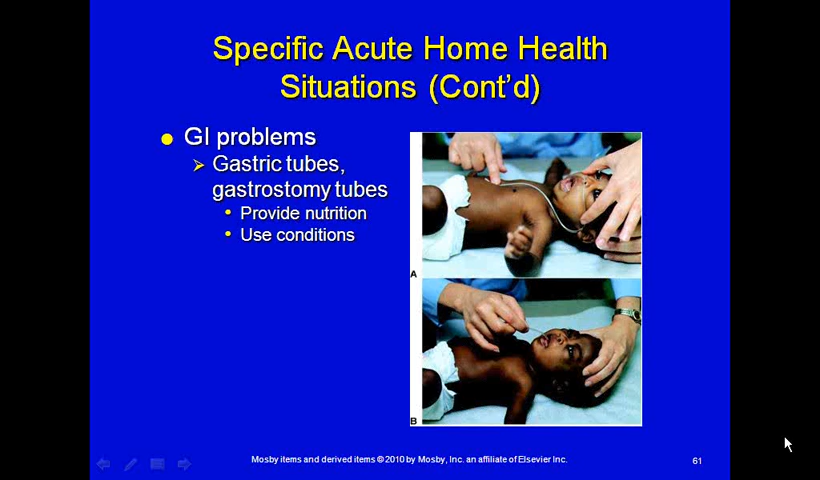 Specific Acute Home Health
Situations (Cont'd)
GI problems
Gastric tubes,
gastrostomy tubes
Provide nutrition
Use conditions
A
B
Mosby items and derived items © 2010 by Mosby, Inc. an affiliate of Elsevier Inc.
61